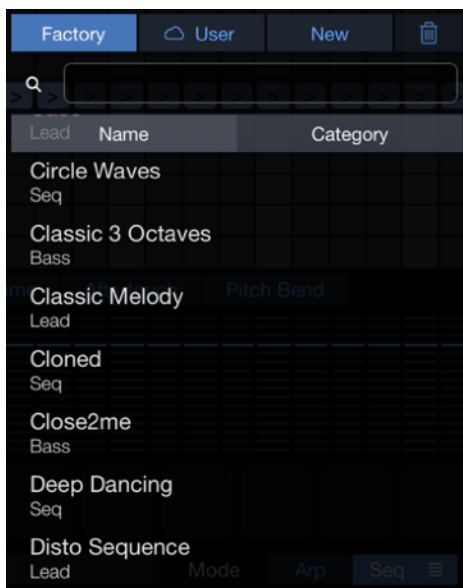 Factory User New
Lead Name Category
Circle Waves
Seq
Classic 3 Octaves
Bass
Aftertouch Pitch Bend
Classic Melody
Lead
Cloned
Seq
Close2me
Bass
Deep Dancing
Seq
Disto Sequence
Lead Mode Arp Seq